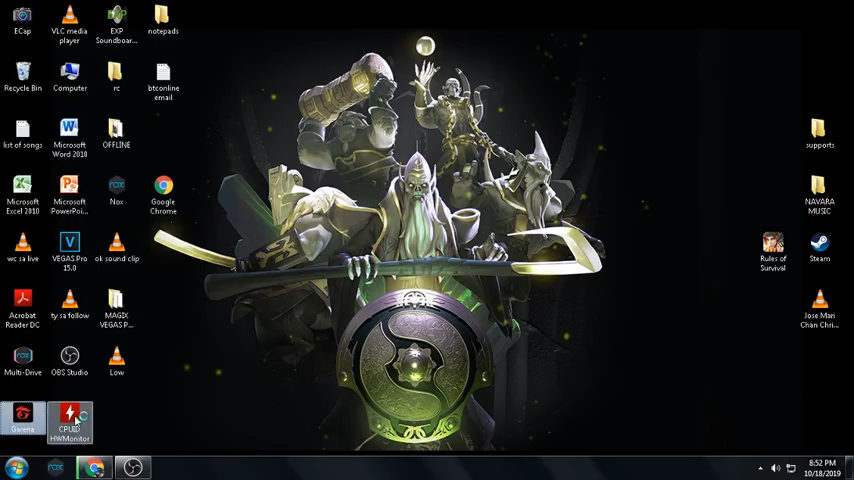 ECap
VLC media
player
EXP
Soundboar...
notepads
Recycle Bin
Computer
rc
btconline
email
list of songs
Microsoft
Word 2010
OFFLINE
Microsoft
Excel 2010
Microsoft
PowerPoi...
Nox
Google
Chrome
wc sa live
VEGAS Pro
15.0
ok sound clip
Acrobat
Reader DC
ty sa follow
MAGIX
VEGAS P...
Multi-Drive
OBS Studio
Low
Garena
CPUID
HWMonitor
supports
NAVARA
MUSIC
Rules of
Survival
Steam
Jose Mari
Chan Chri...
8:52 PM
10/18/2019